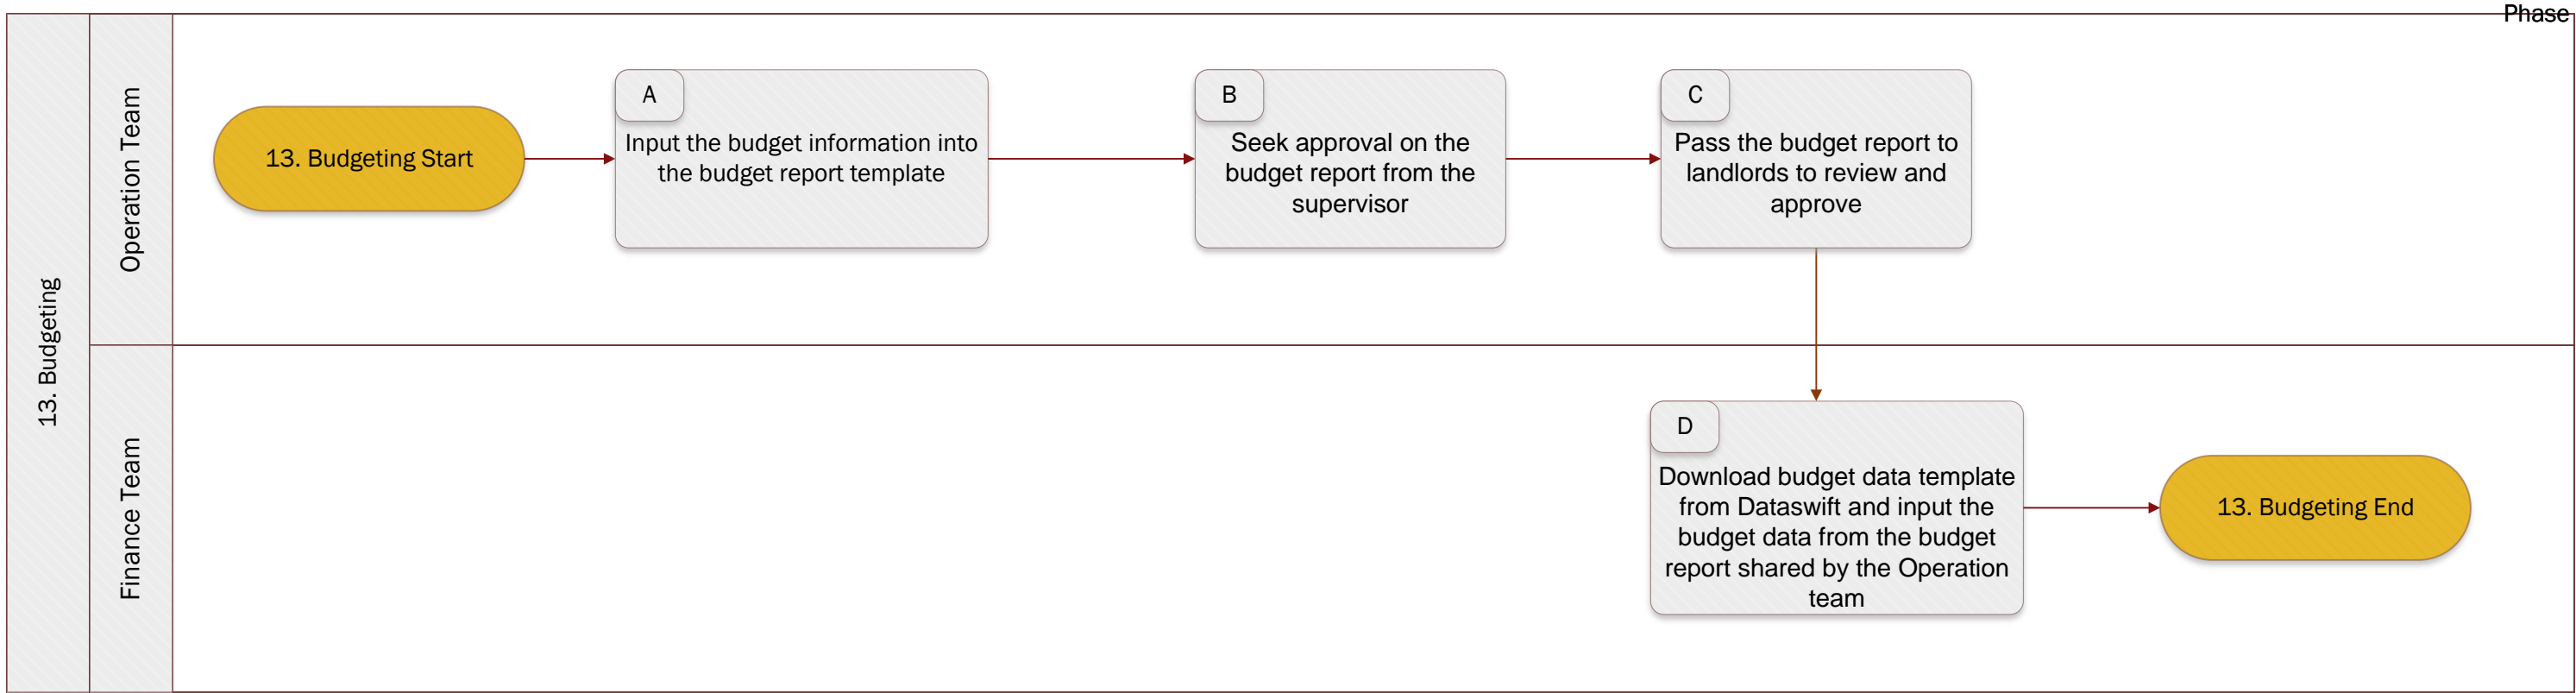 Phase
13. Budgeting
Operation Team
13. Budgeting Start
A
Input the budget information into
the budget report template
B
Seek approval on the
budget report from the
supervisor
C
Pass the budget report to
landlords to review and
approve
Finance Team
D
Download budget data template
from Dataswift and input the
budget data from the budget
report shared by the Operation
team
13. Budgeting End